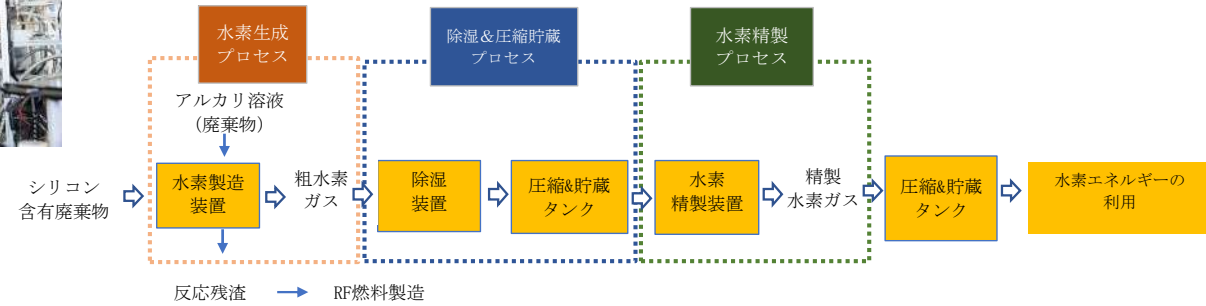 水素生成
プロセス
除湿＆圧縮貯蔵
プロセス
水素精製
プロセス
アルカリ溶液
(廃棄物)
シリコン
含有廃棄物
水素製造
装置
粗水素
ガス
除湿
装置
圧縮&貯蔵
タンク
水素
精製装置
精製
水素ガス
圧縮&貯蔵
タンク
水素エネルギーの
利用
反応残渣
RF燃料製造